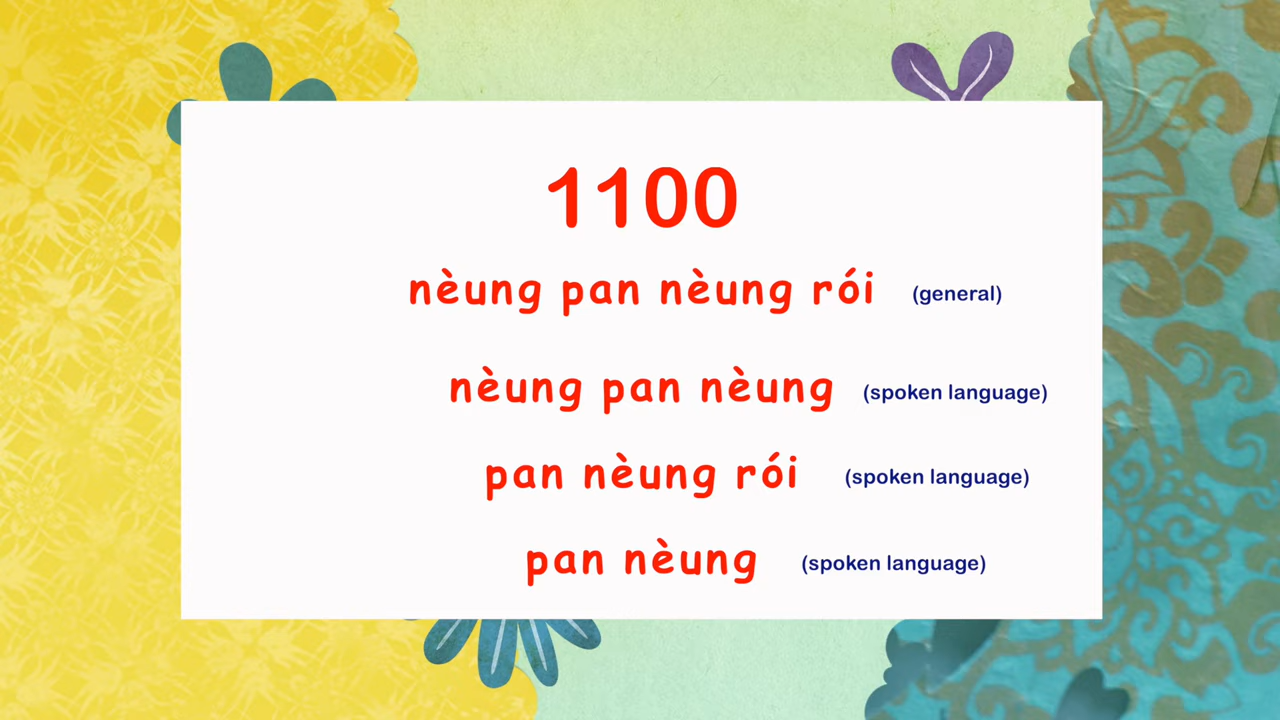 1100
nèung pan nèung rói (general)
nèung pan nèung (spoken language)
pan nèung rói (spoken language)
pan nèung (spoken language)